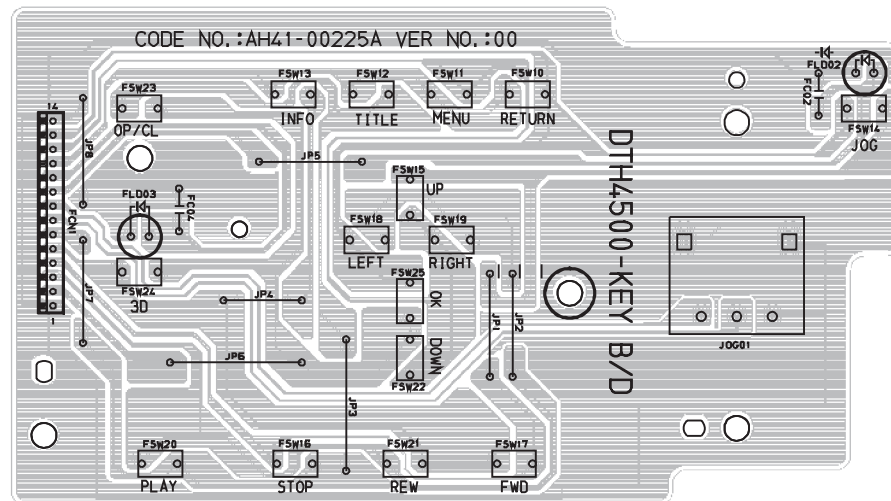 CODE NO.:AH41-00225A VER NO.:00
FLD02
FC02
FSW14
JOG
FSW23
OP/CL
FSW13
INFO
FSW12
TITLE
FSW11
MENU
FSW10
RETURN
14
JP8
JP5
FSW15
UP
DTH4500-KEY B/D
FLD03
FC04
FCN1
FSW18
LEFT
FSW19
RIGHT
FSW24
3D
JP7
1
JP4
FSW25
OK
JP1
JP2
JOG01
JP6
DOWN
FSW22
JP3
FSW20
PLAY
FSW16
STOP
FSW21
REW
FSW17
FWD